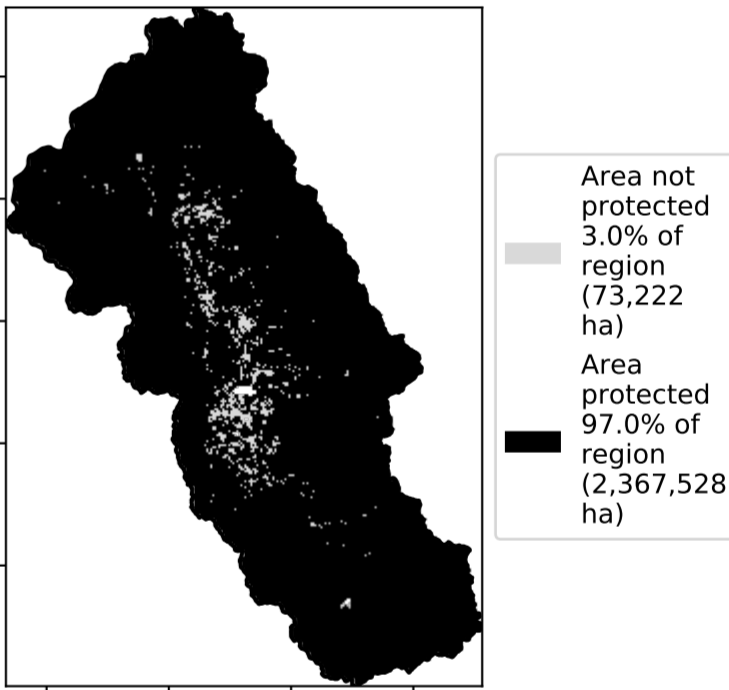 Area not
protected
3.0% of
region
(73,222
ha)
Area
protected
97.0% of
region
(2,367,528
ha)